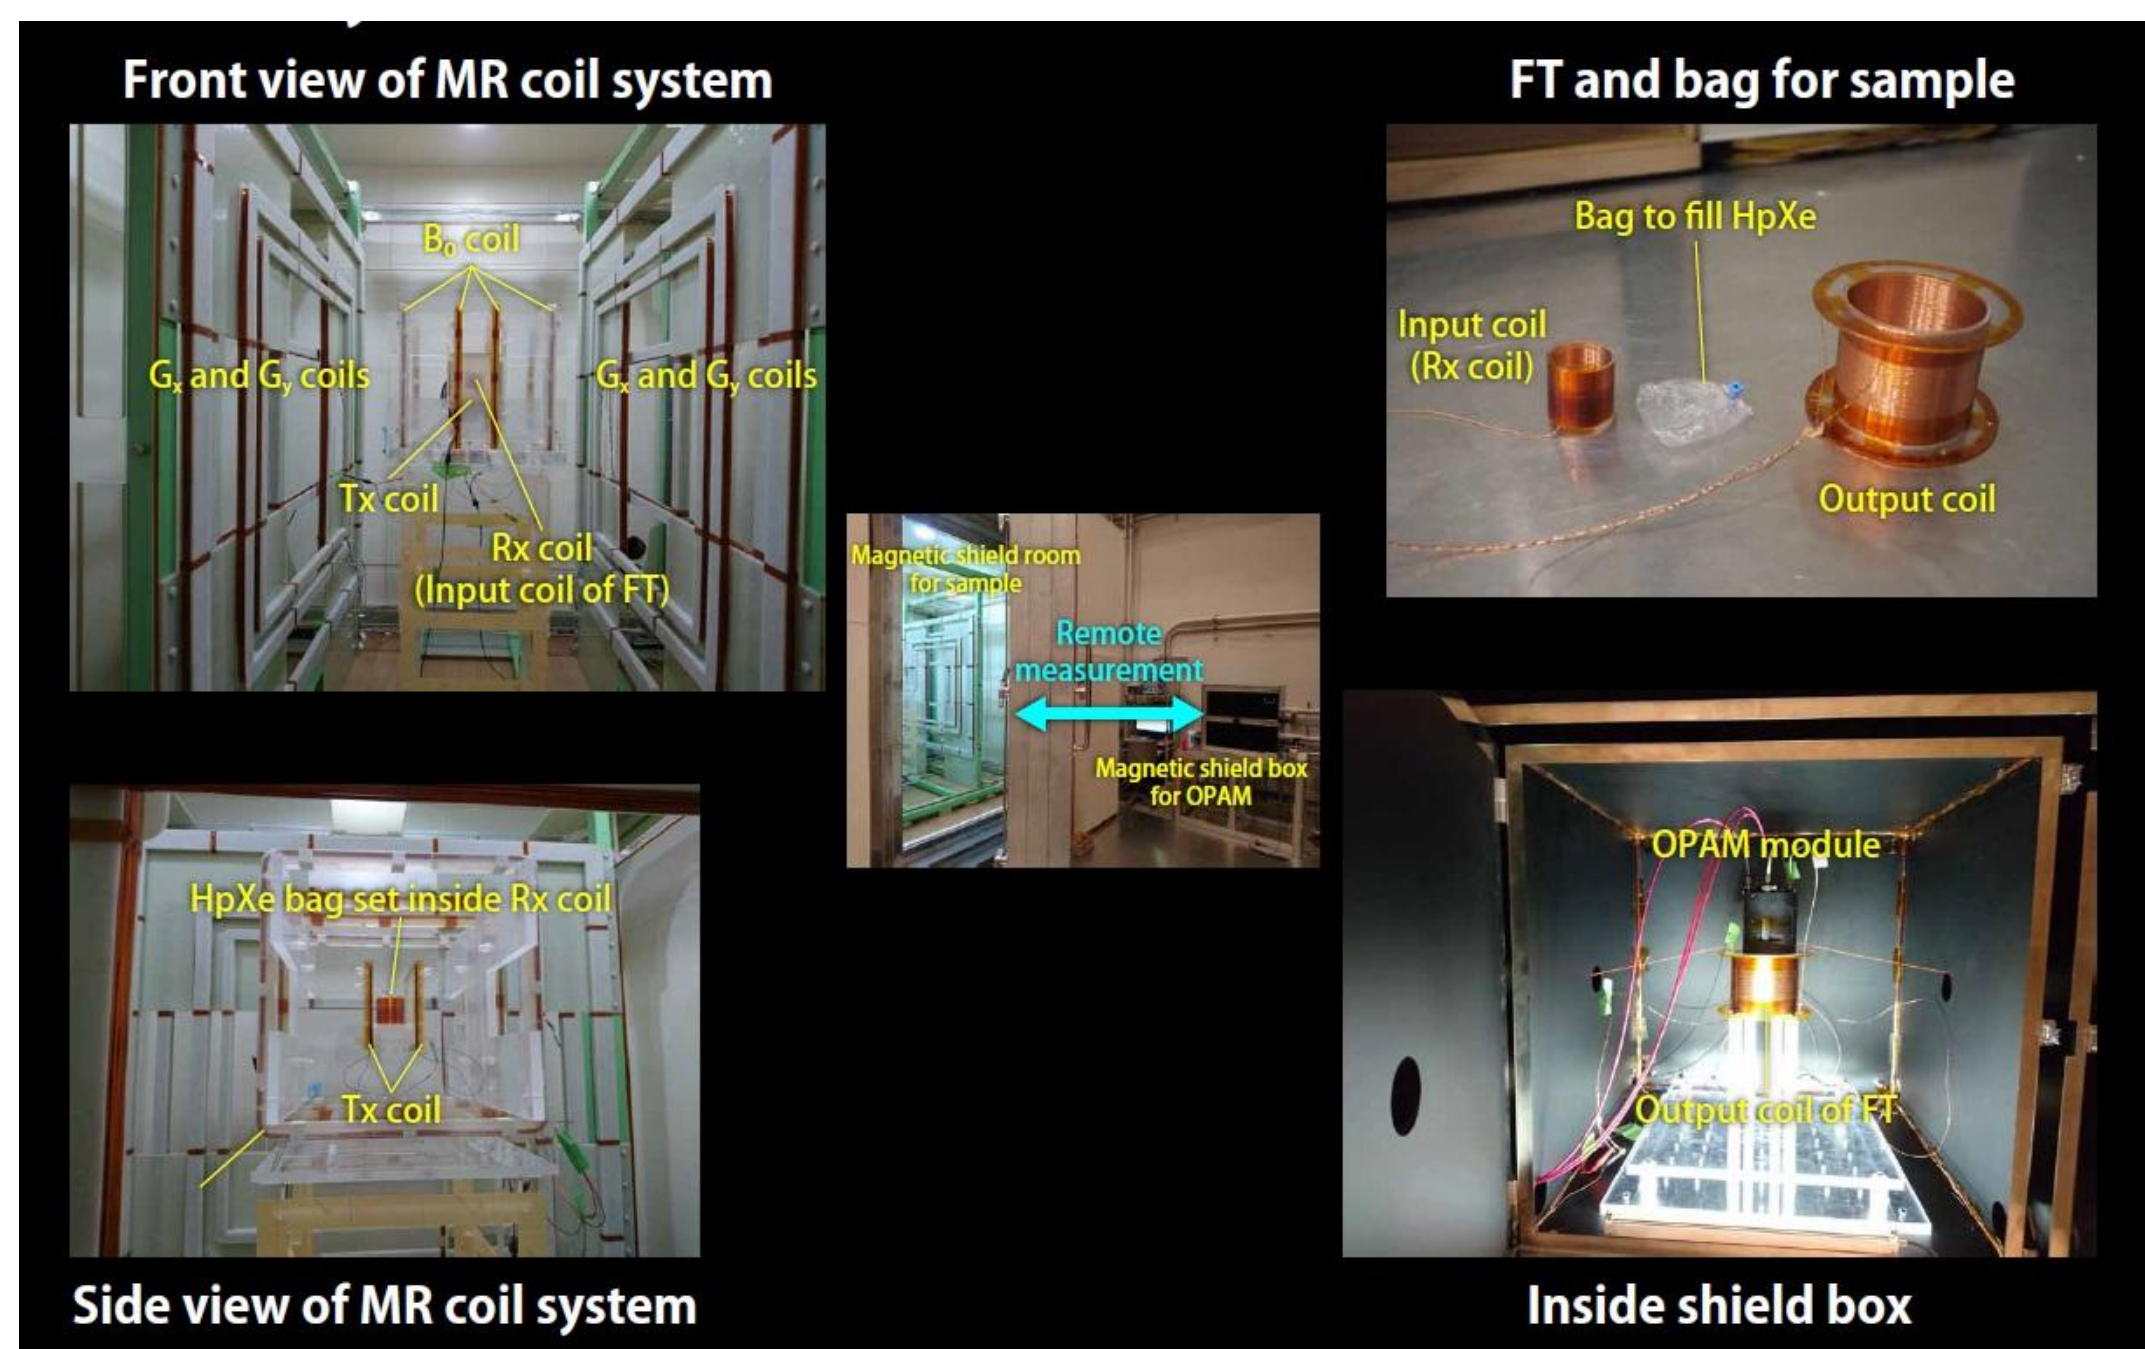 Front view of MR coil system
B₀ coil
Gₓ and Gᵧ coils
Gₓ and Gᵧ coils
Tx coil
Rx coil
(Input coil of FT)
FT and bag for sample
Bag to fill HpXe
Input coil
(Rx coil)
Output coil
Magnetic shield room
for sample
Remote
measurement
Magnetic shield box
for OPAM
HpXe bag set inside Rx coil
Tx coil
Side view of MR coil system
OPAM module
Output coil of FT
Inside shield box